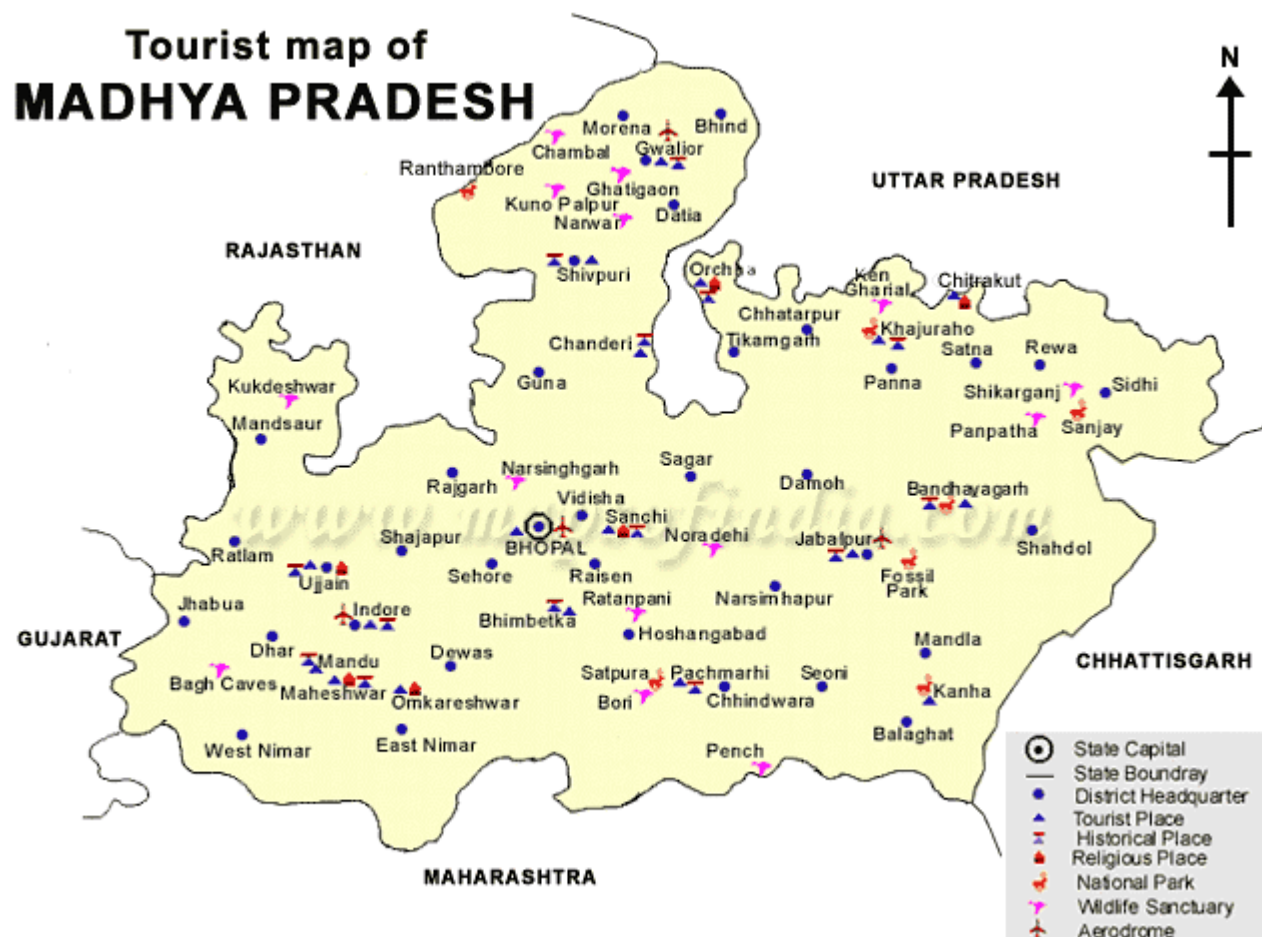 Tourist map of
MADHYA PRADESH
N
Morena
Bhind
Chambal
Gwalior
Ranthambore
Ghatigaon
UTTAR PRADESH
Kuno Palpur
Narwar
Datia
RAJASTHAN
Shivpuri
Orchha
Ken
Gharial
Chitrakut
Chhatarpur
Khajuraho
Chanderi
Tikamgarh
Satna
Rewa
Guna
Panna
Kukdeshwar
Shikarganj
Sidhi
Mandsaur
Panpatha
Sanjay
Narsinghgarh
Sagar
Rajgarh
Damoh
Bandhavagarh
Vidisha
www.mapsofindia.com
Sanchi
Shajapur
BHOPAL
Noradehi
Jabalpur
Shahdol
Ratlam
Sehore
Raisen
Fossil
Park
Ujjain
Ratanpani
Narsimhapur
Jhabua
Indore
Bhimbetka
GUJARAT
Hoshangabad
Mandla
Dhar
Mandu
Dewas
CHHATTISGARH
Bagh Caves
Maheshwar
Omkareshwar
Satpura
Pachmarhi
Seoni
Kanha
Bori
Chhindwara
West Nimar
East Nimar
Balaghat
Pench
MAHARASHTRA
State Capital
State Boundray
District Headquarter
Tourist Place
Historical Place
Religious Place
National Park
Wildlife Sanctuary
Aerodrome